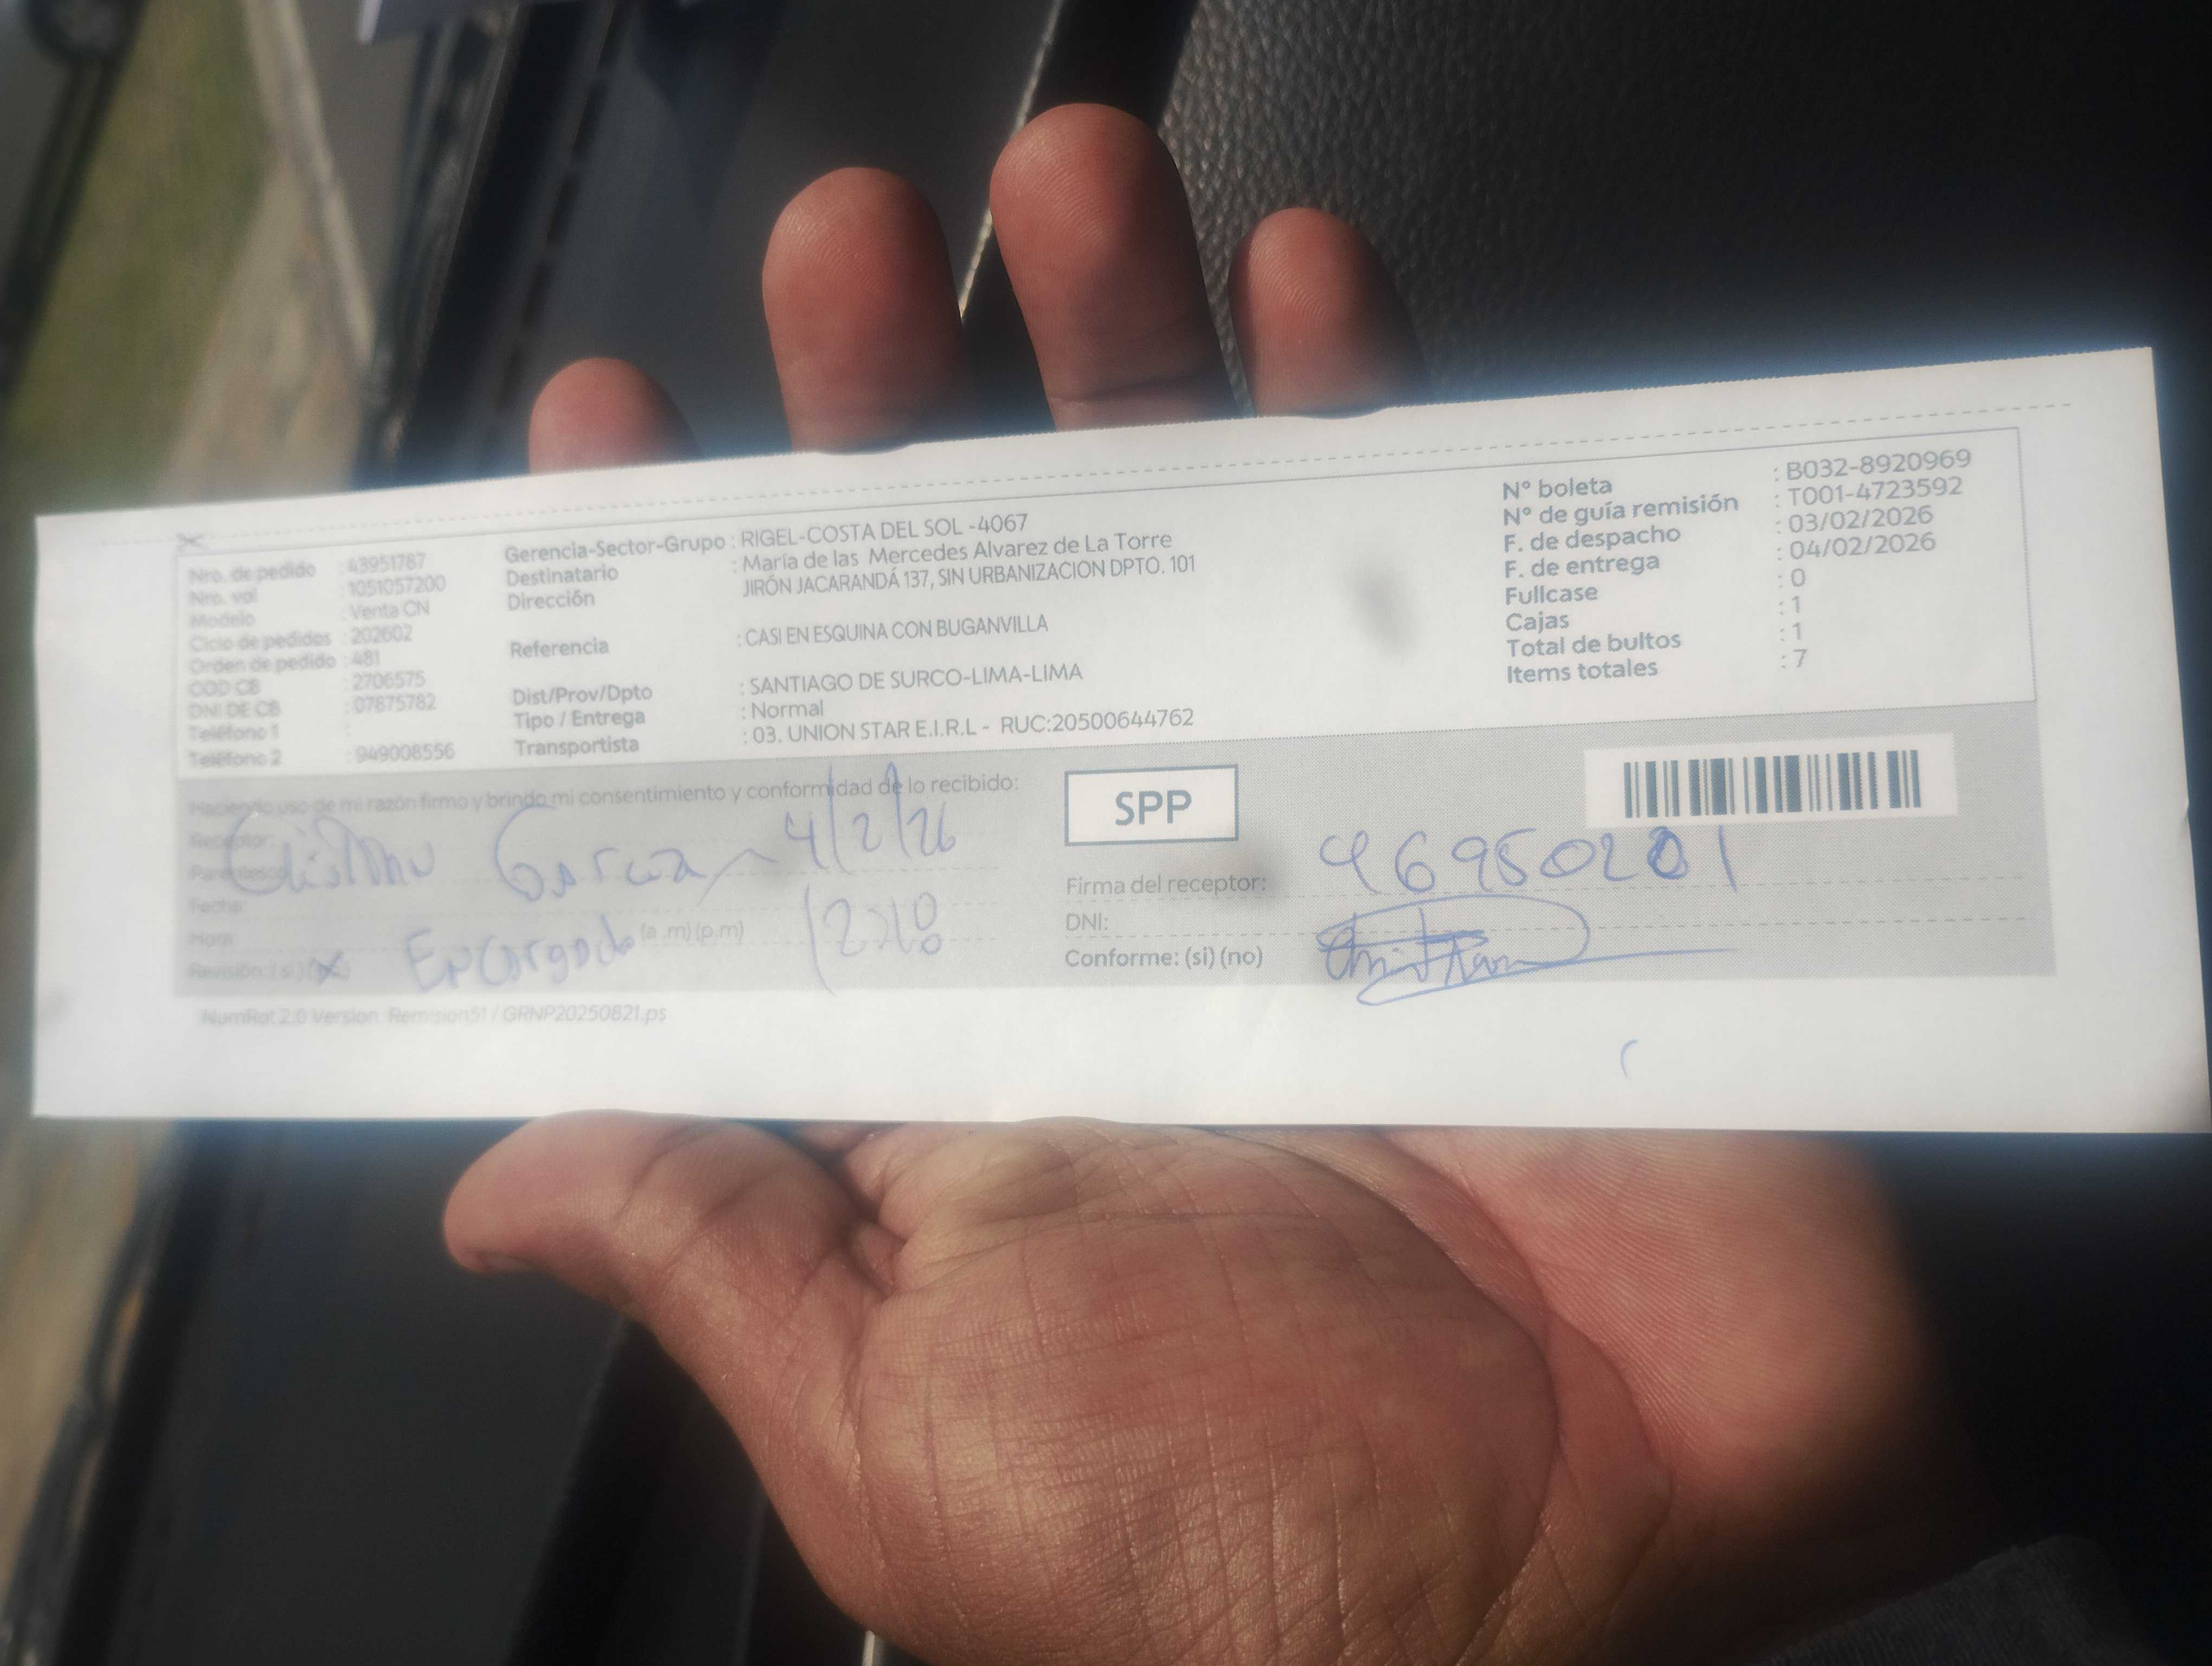 Nro. de pedido : 43951787
Nro. vol : 1051057200
Modelo : Venta CN
Ciclo de pedidos : 202602
Orden de pedido : 481
COD CB : 2706575
DNI DE CB : 07875782
Teléfono 1 :
Teléfono 2 : 949008556
Gerencia-Sector-Grupo : RIGEL-COSTA DEL SOL -4067
Destinatario : María de las Mercedes Alvarez de La Torre
Dirección JIRÓN JACARANDÁ 137, SIN URBANIZACION DPTO. 101
Referencia : CASI EN ESQUINA CON BUGANVILLA
Dist/Prov/Dpto : SANTIAGO DE SURCO-LIMA-LIMA
Tipo / Entrega : Normal
Transportista : 03. UNION STAR E.I.R.L - RUC:20500644762
N° boleta : B032-8920969
N° de guía remisión : T001-4723592
F. de despacho : 03/02/2026
F. de entrega : 04/02/2026
Fullcase : 0
Cajas : 1
Total de bultos : 1
Items totales : 7
Haciendo uso de mi razón firmo y brindo mi consentimiento y conformidad de lo recibido:
Receptor:
Parentesco
Garcia 4/2/26
Fecha:
Hora: (a .m) (p.m) 12:18
Encargado
Revisión: (si)
SPP
Firma del receptor:
DNI:
Conforme: (si) (no)
NumRot 2.0 Version: Remision51 / GRNP20250821.ps